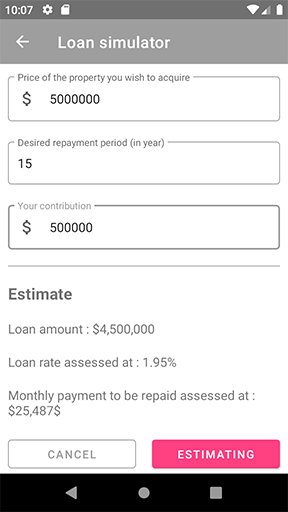 10:07
Loan simulator
Price of the property you wish to acquire
$ 5000000
Desired repayment period (in year)
15
Your contribution
$ 500000
Estimate
Loan amount : $4,500,000
Loan rate assessed at : 1.95%
Monthly payment to be repaid assessed at :
$25,487$
CANCEL
ESTIMATING